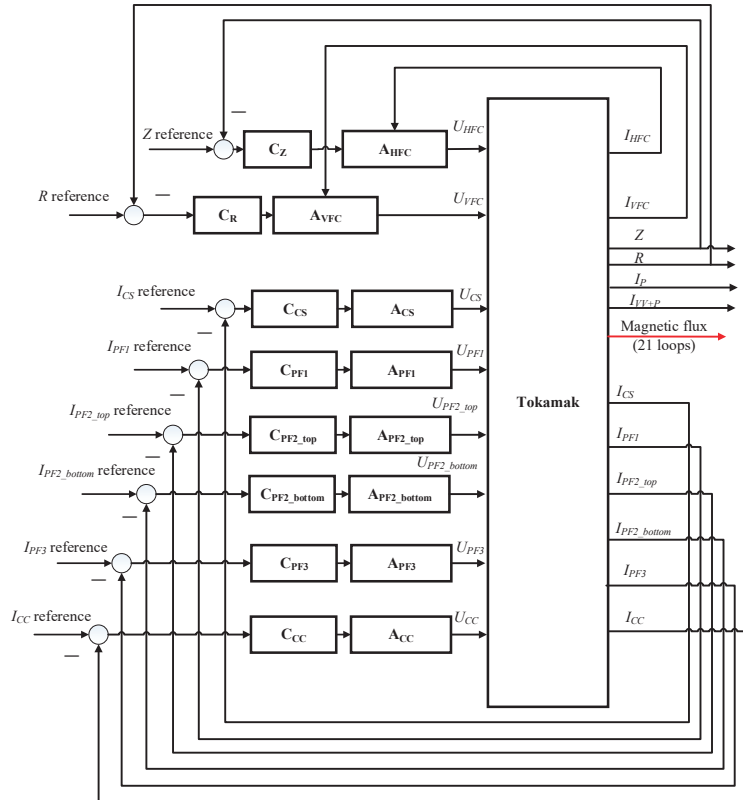 Z reference
—
C_Z
A_HFC
U_HFC
I_HFC
R reference
—
C_R
A_VFC
U_VFC
I_VFC
Z
R
I_P
I_VV+P
Magnetic flux
(21 loops)
Tokamak
I_CS reference
—
C_CS
A_CS
U_CS
I_CS
I_PF1 reference
—
C_PF1
A_PF1
U_PF1
I_PF1
I_PF2_top reference
—
C_PF2_top
A_PF2_top
U_PF2_top
I_PF2_top
I_PF2_bottom reference
—
C_PF2_bottom
A_PF2_bottom
U_PF2_bottom
I_PF2_bottom
I_PF3 reference
—
C_PF3
A_PF3
U_PF3
I_PF3
I_CC reference
—
C_CC
A_CC
U_CC
I_CC